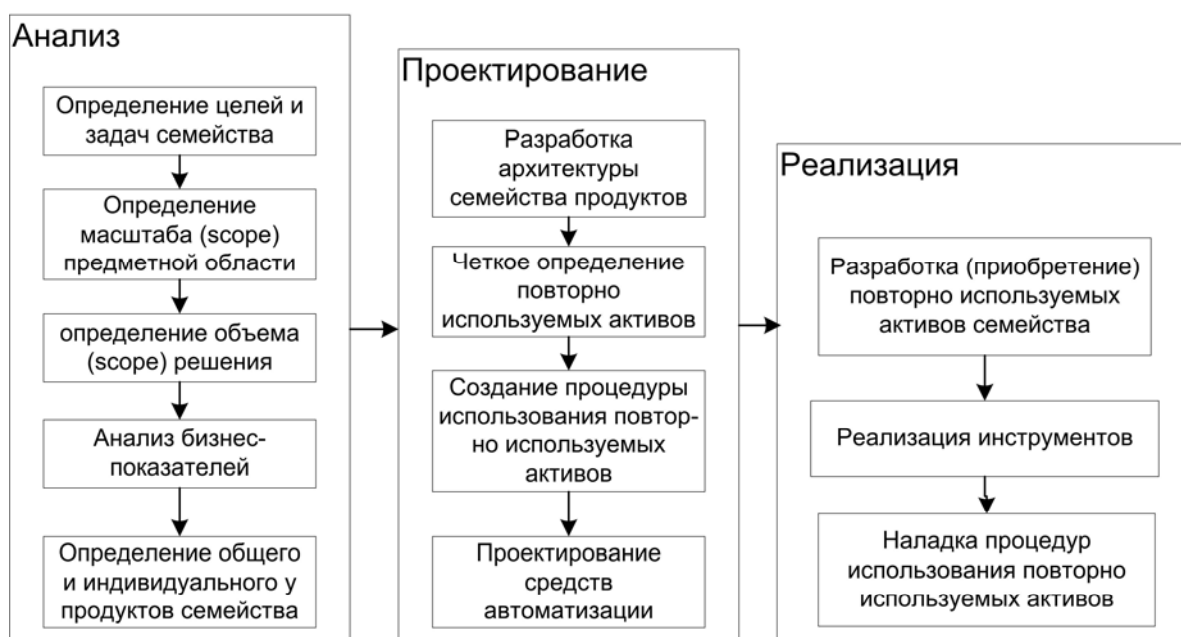 Анализ
Определение целей и
задач семейства
Определение
масштаба (scope)
предметной области
определение объема
(scope) решения
Анализ бизнес-
показателей
Определение общего
и индивидуального у
продуктов семейства
Проектирование
Разработка
архитектуры
семейства продуктов
Четкое определение
повторно
используемых активов
Создание процедуры
использования повтор-
но используемых
активов
Проектирование
средств
автоматизации
Реализация
Разработка (приобретение)
повторно используемых
активов семейства
Реализация инструментов
Наладка процедур
использования повторно
используемых активов